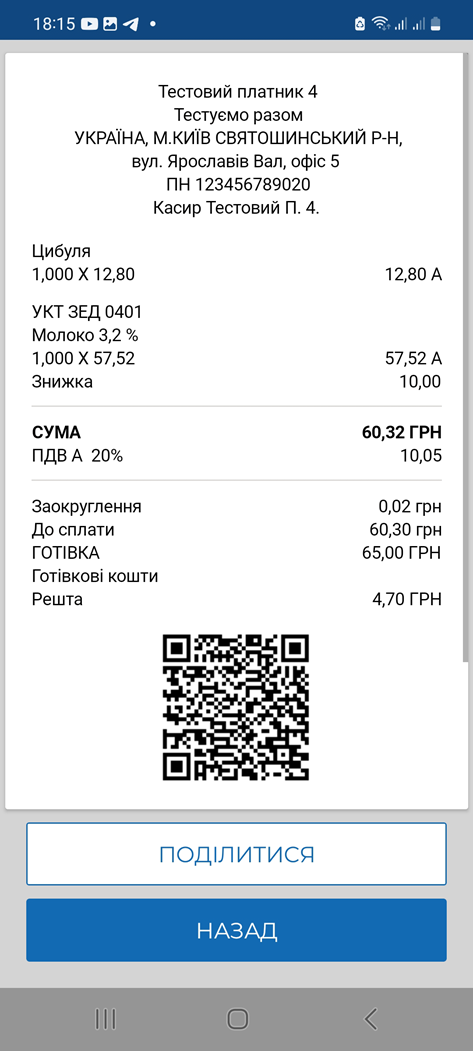 18:15
Тестовий платник 4
Тестуємо разом
УКРАЇНА, М.КИЇВ СВЯТОШИНСЬКИЙ Р-Н,
вул. Ярославів Вал, офіс 5
ПН 123456789020
Касир Тестовий П. 4.
Цибуля
1,000 X 12,80 12,80 А
УКТ ЗЕД 0401
Молоко 3,2 %
1,000 X 57,52 57,52 А
Знижка 10,00
СУМА 60,32 ГРН
ПДВ А 20% 10,05
Заокруглення 0,02 грн
До сплати 60,30 грн
ГОТІВКА 65,00 ГРН
Готівкові кошти
Решта 4,70 ГРН
ПОДІЛИТИСЯ
НАЗАД